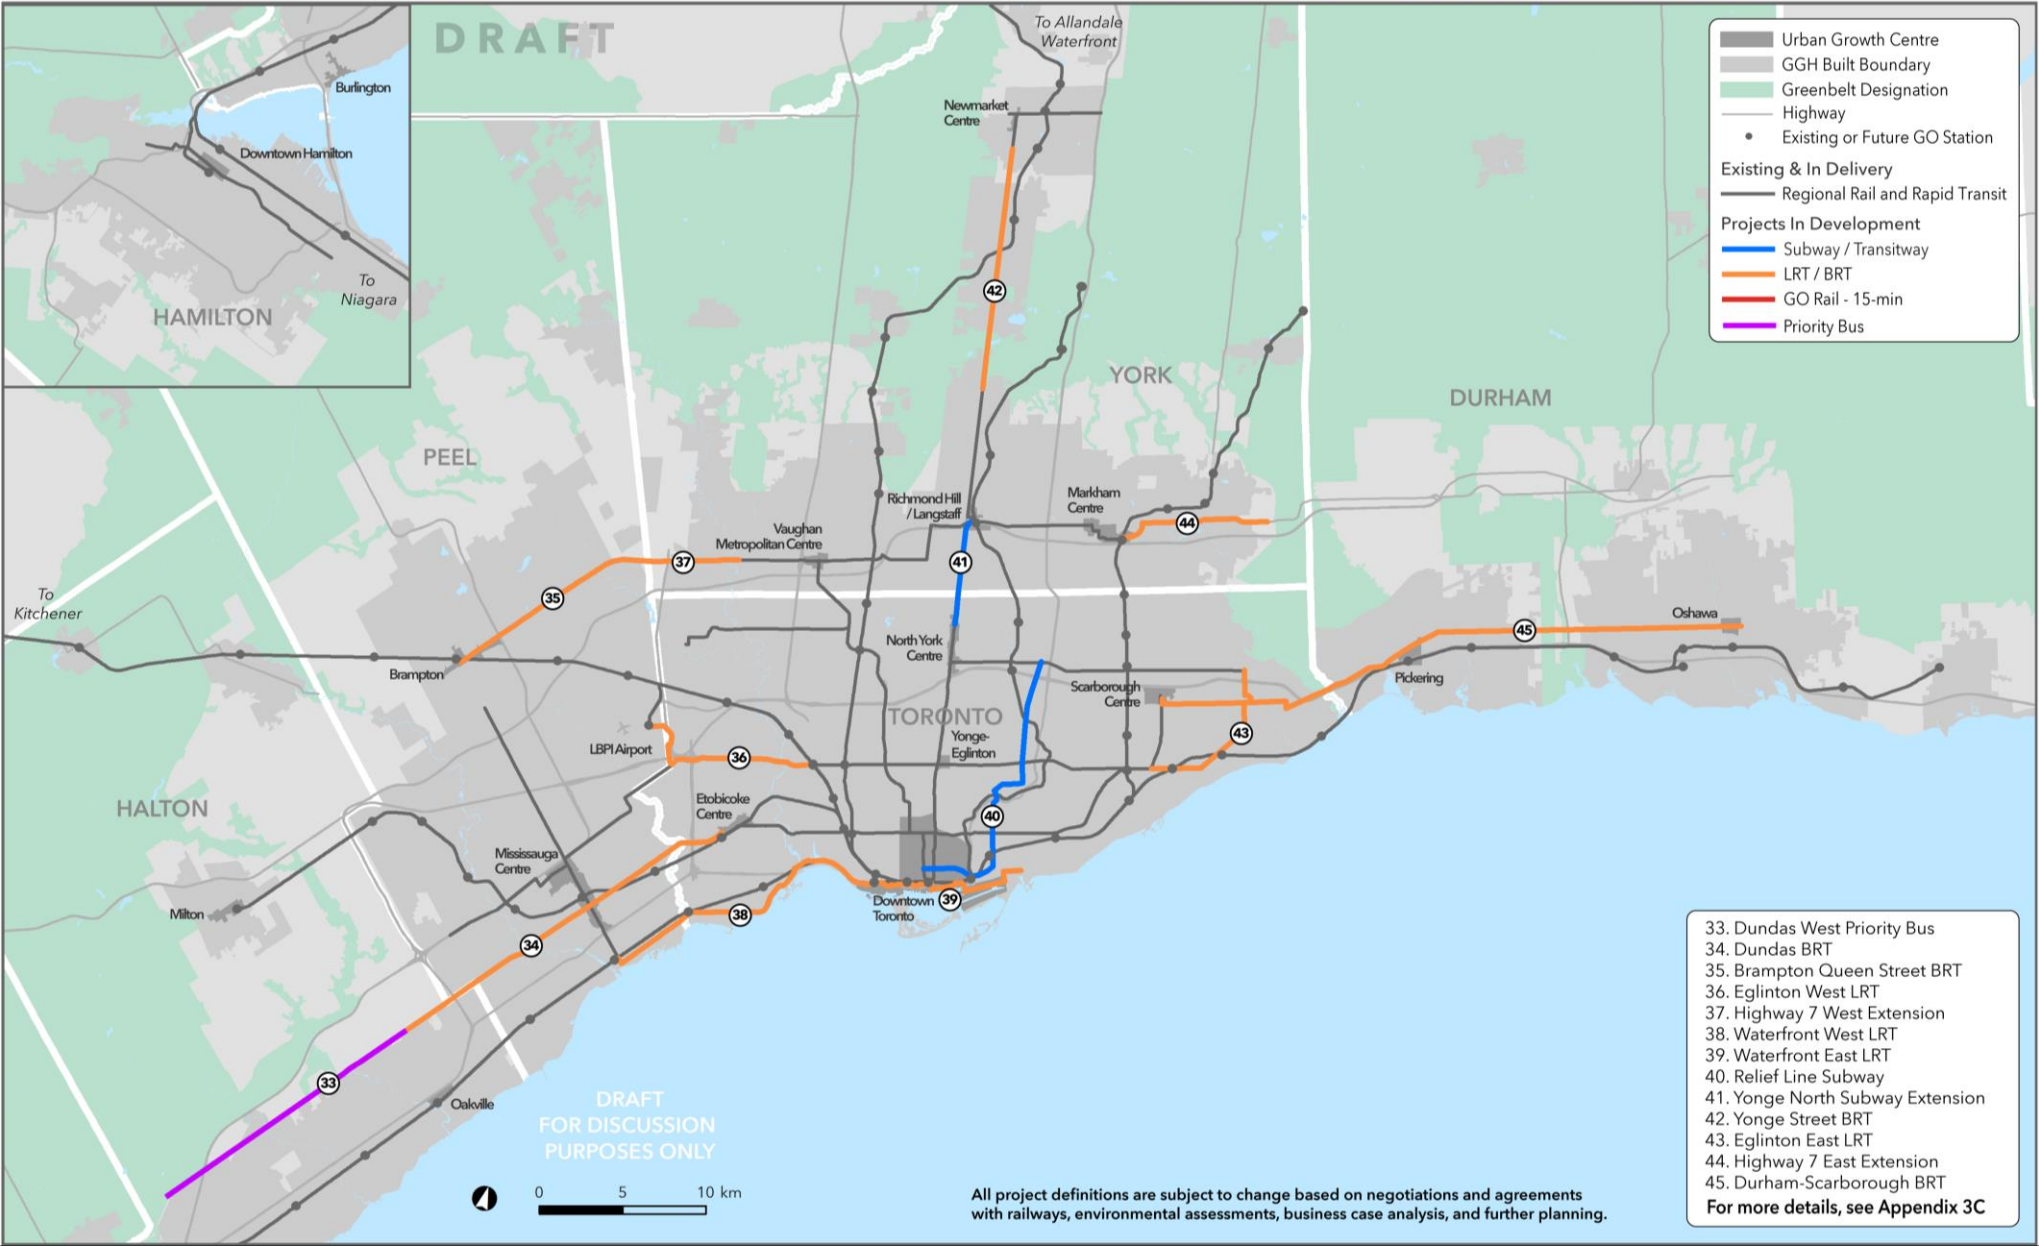 DRAFT
To Allandale
Waterfront
Burlington
Downtown Hamilton
To
Niagara
HAMILTON
Newmarket
Centre
42
YORK
DURHAM
PEEL
Richmond Hill
/ Langstaff
Markham
Centre
44
Vaughan
Metropolitan Centre
37
41
35
To
Kitchener
Oshawa
45
North York
Centre
Brampton
Scarborough
Centre
Pickering
TORONTO
43
LBPI Airport
36
Yonge-
Eglinton
HALTON
Etobicoke
Centre
40
Mississauga
Centre
Milton
38
Downtown
Toronto
39
34
33
Oakville
DRAFT
FOR DISCUSSION
PURPOSES ONLY
0 5 10 km
All project definitions are subject to change based on negotiations and agreements
with railways, environmental assessments, business case analysis, and further planning.
Urban Growth Centre
GGH Built Boundary
Greenbelt Designation
Highway
Existing or Future GO Station
Existing & In Delivery
Regional Rail and Rapid Transit
Projects In Development
Subway / Transitway
LRT / BRT
GO Rail - 15-min
Priority Bus
33. Dundas West Priority Bus
34. Dundas BRT
35. Brampton Queen Street BRT
36. Eglinton West LRT
37. Highway 7 West Extension
38. Waterfront West LRT
39. Waterfront East LRT
40. Relief Line Subway
41. Yonge North Subway Extension
42. Yonge Street BRT
43. Eglinton East LRT
44. Highway 7 East Extension
45. Durham-Scarborough BRT
For more details, see Appendix 3C